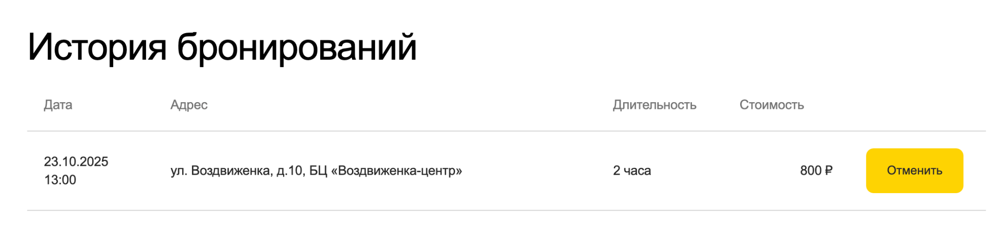 История бронирований
Дата Адрес Длительность Стоимость
23.10.2025
13:00
ул. Воздвиженка, д.10, БЦ «Воздвиженка-центр» 2 часа 800 ₽ Отменить